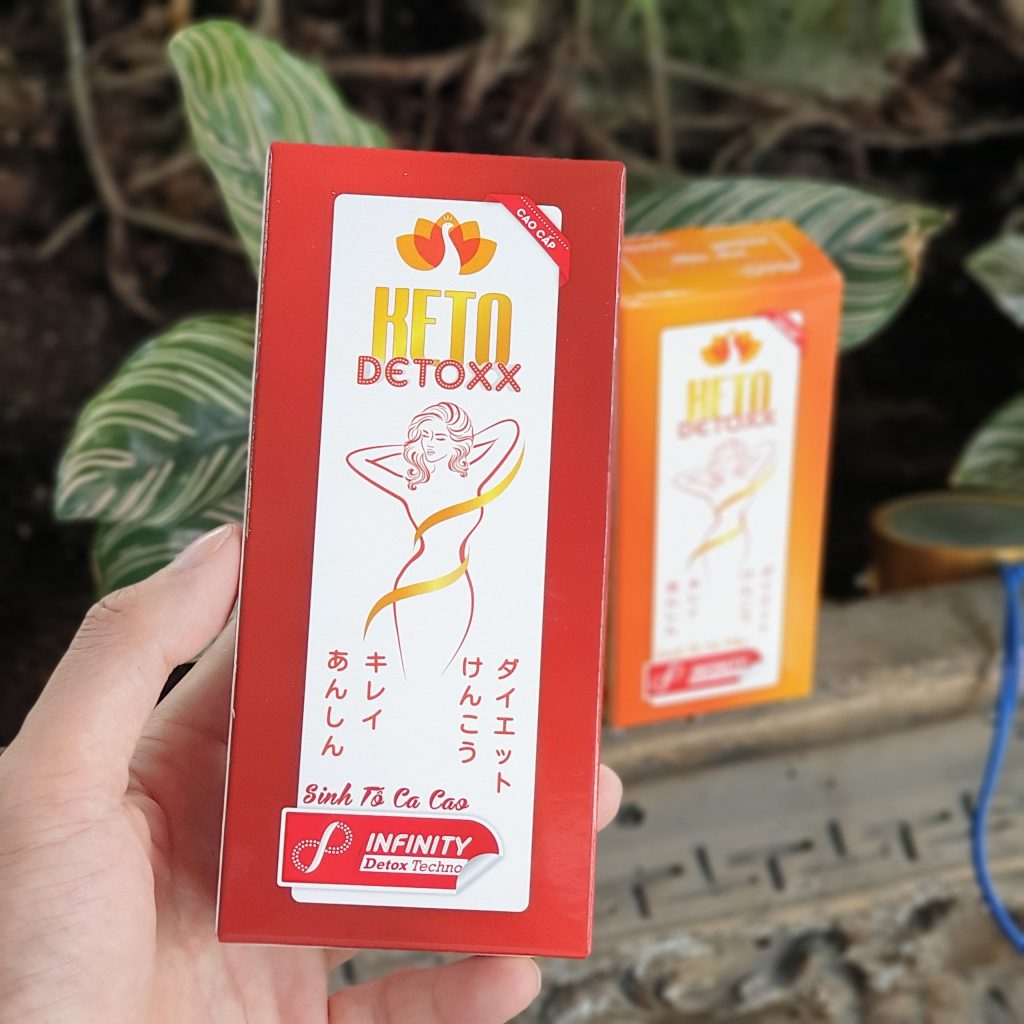 CAO CẤP
KETO
DETOXX
ダイエット
けんこう
キレイ
あんしん
Sinh Tố Ca Cao
INFINITY
Detox Techno
KETO
DETOXX
INFINITY